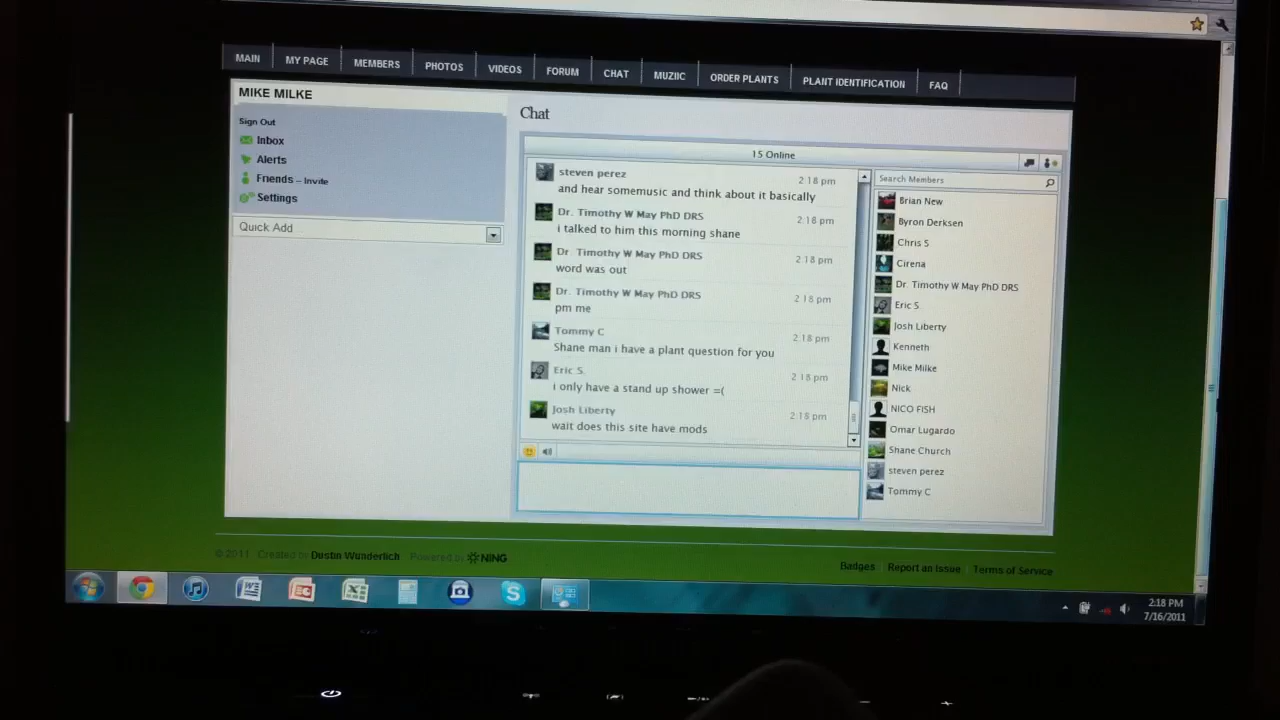 MAIN
MY PAGE
MEMBERS
PHOTOS
VIDEOS
FORUM
CHAT
MUZIIC
ORDER PLANTS
PLANT IDENTIFICATION
FAQ
MIKE MILKE
Sign Out
Inbox
Alerts
Friends – Invite
Settings
Quick Add
Chat
15 Online
steven perez 2:18 pm
and hear somemusic and think about it basically
Dr. Timothy W May PhD DRS 2:18 pm
i talked to him this morning shane
Dr. Timothy W May PhD DRS 2:18 pm
word was out
Dr. Timothy W May PhD DRS 2:18 pm
pm me
Tommy C 2:18 pm
Shane man i have a plant question for you
Eric S. 2:18 pm
i only have a stand up shower =(
Josh Liberty 2:18 pm
wait does this site have mods
Search Members
Brian New
Byron Derksen
Chris S
Cirena
Dr. Timothy W May PhD DRS
Eric S.
Josh Liberty
Kenneth
Mike Milke
Nick
NICO FISH
Omar Lugardo
Shane Church
steven perez
Tommy C
© 2011 Created by Dustin Wunderlich Powered by NING
Badges
Report an Issue
Terms of Service
2:18 PM
7/16/2011